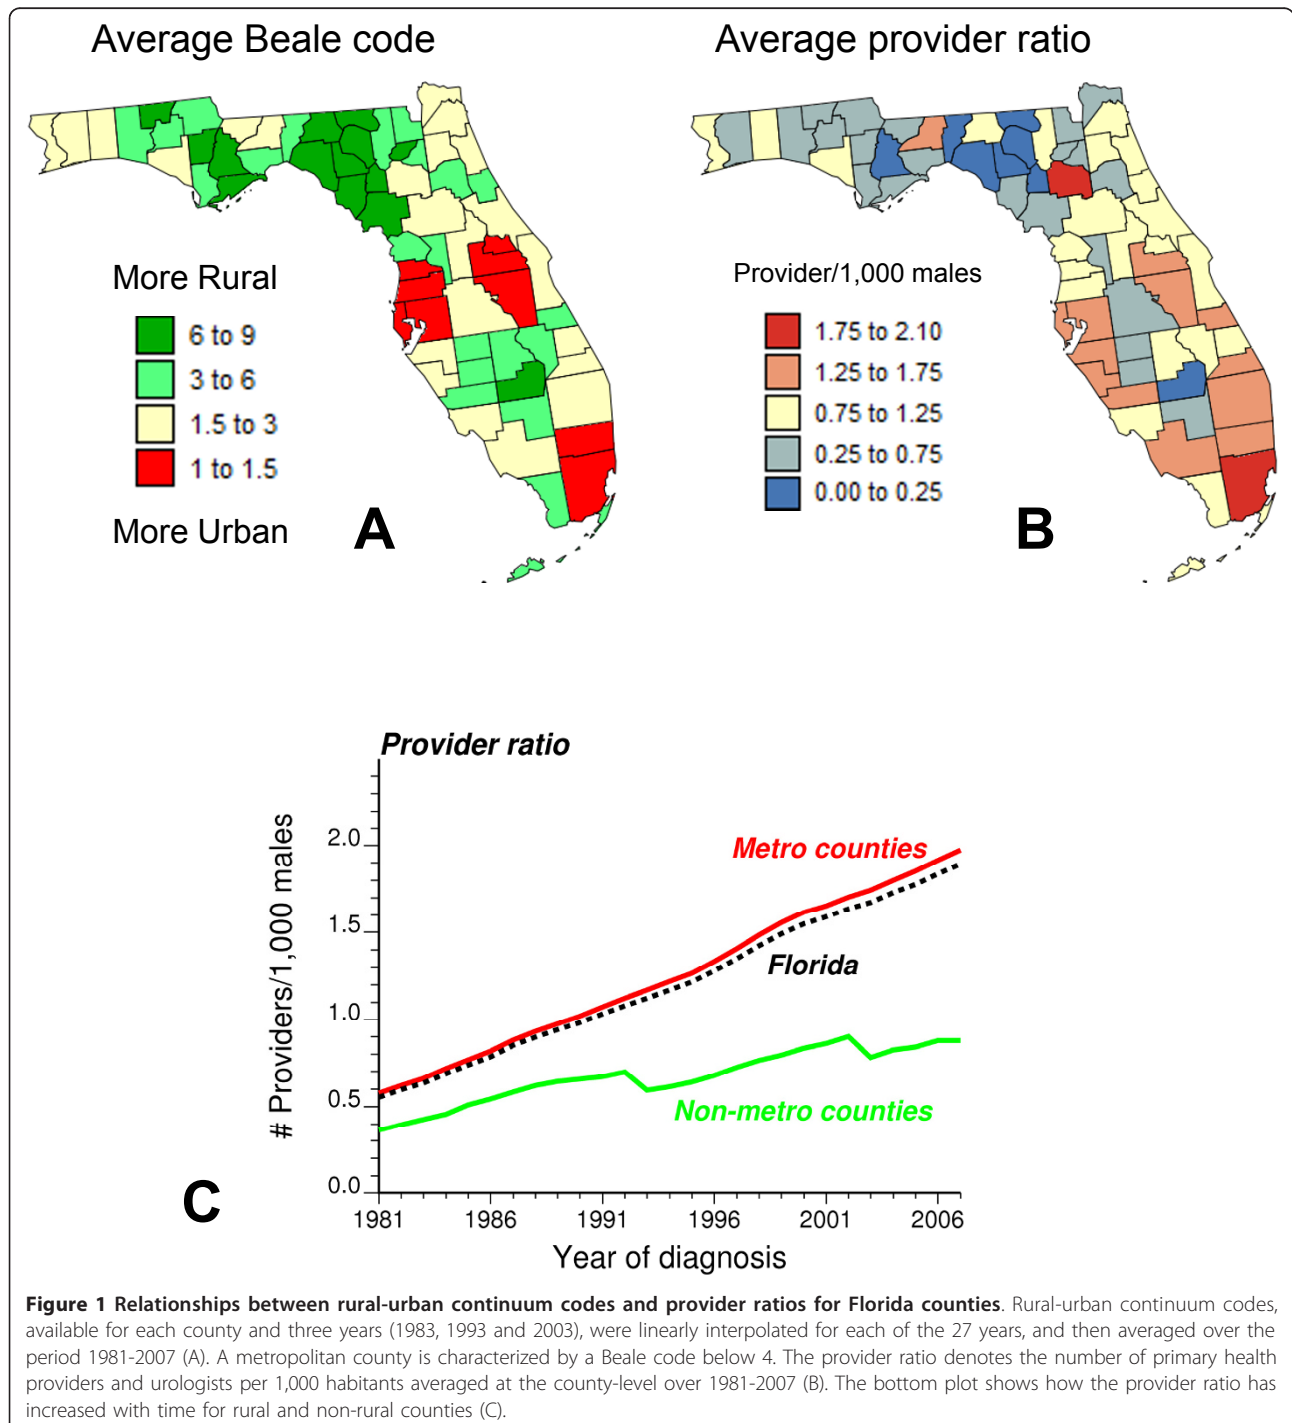 Average Beale code
Average provider ratio
More Rural
6 to 9
3 to 6
1.5 to 3
1 to 1.5
More Urban
A
Provider/1,000 males
1.75 to 2.10
1.25 to 1.75
0.75 to 1.25
0.25 to 0.75
0.00 to 0.25
B
Provider ratio
# Providers/1,000 males
2.0
1.5
1.0
0.5
0.0
Metro counties
Florida
Non-metro counties
C
1981 1986 1991 1996 2001 2006
Year of diagnosis
Figure 1 Relationships between rural-urban continuum codes and provider ratios for Florida counties. Rural-urban continuum codes,
available for each county and three years (1983, 1993 and 2003), were linearly interpolated for each of the 27 years, and then averaged over the
period 1981-2007 (A). A metropolitan county is characterized by a Beale code below 4. The provider ratio denotes the number of primary health
providers and urologists per 1,000 habitants averaged at the county-level over 1981-2007 (B). The bottom plot shows how the provider ratio has
increased with time for rural and non-rural counties (C).